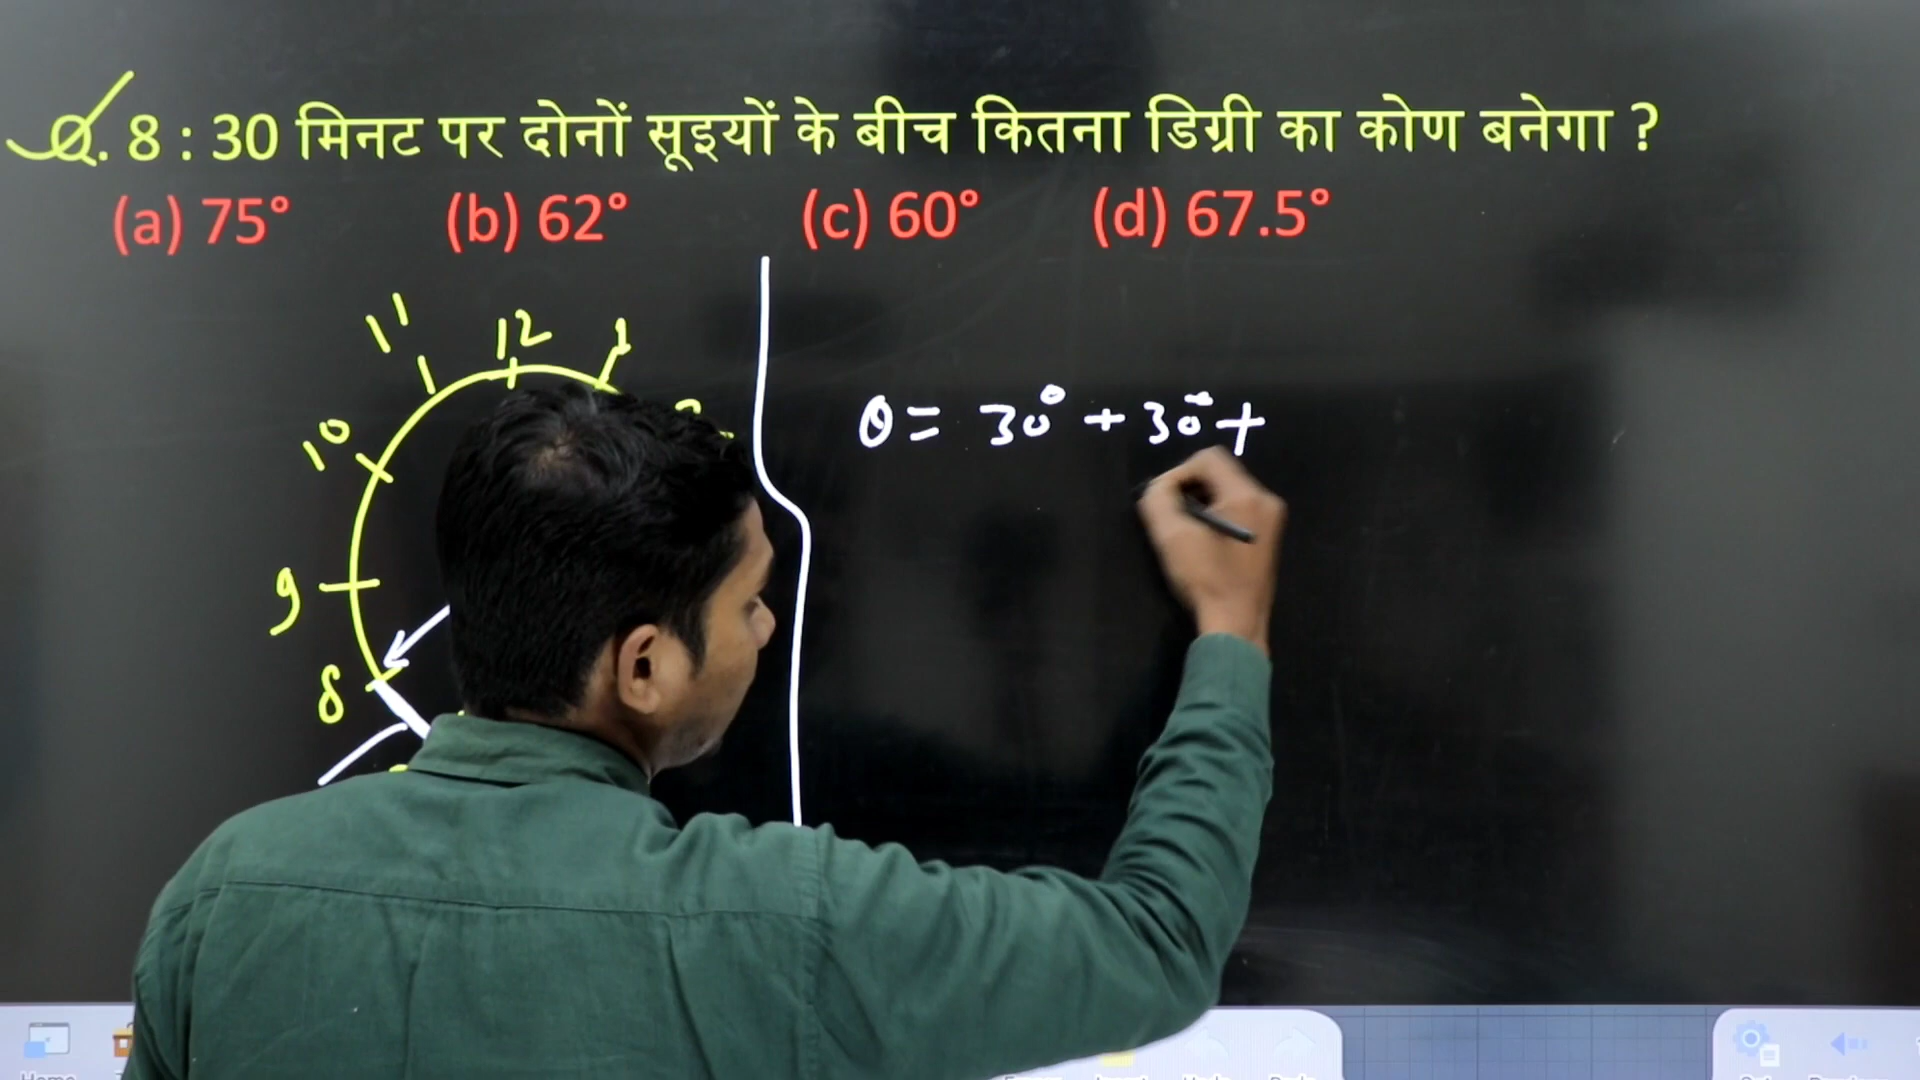 Q. 8 : 30 मिनट पर दोनों सूइयों के बीच कितना डिग्री का कोण बनेगा ?
(a) 75° (b) 62° (c) 60° (d) 67.5°
11 12 1
10
9
8
θ = 30° + 30° +
Home